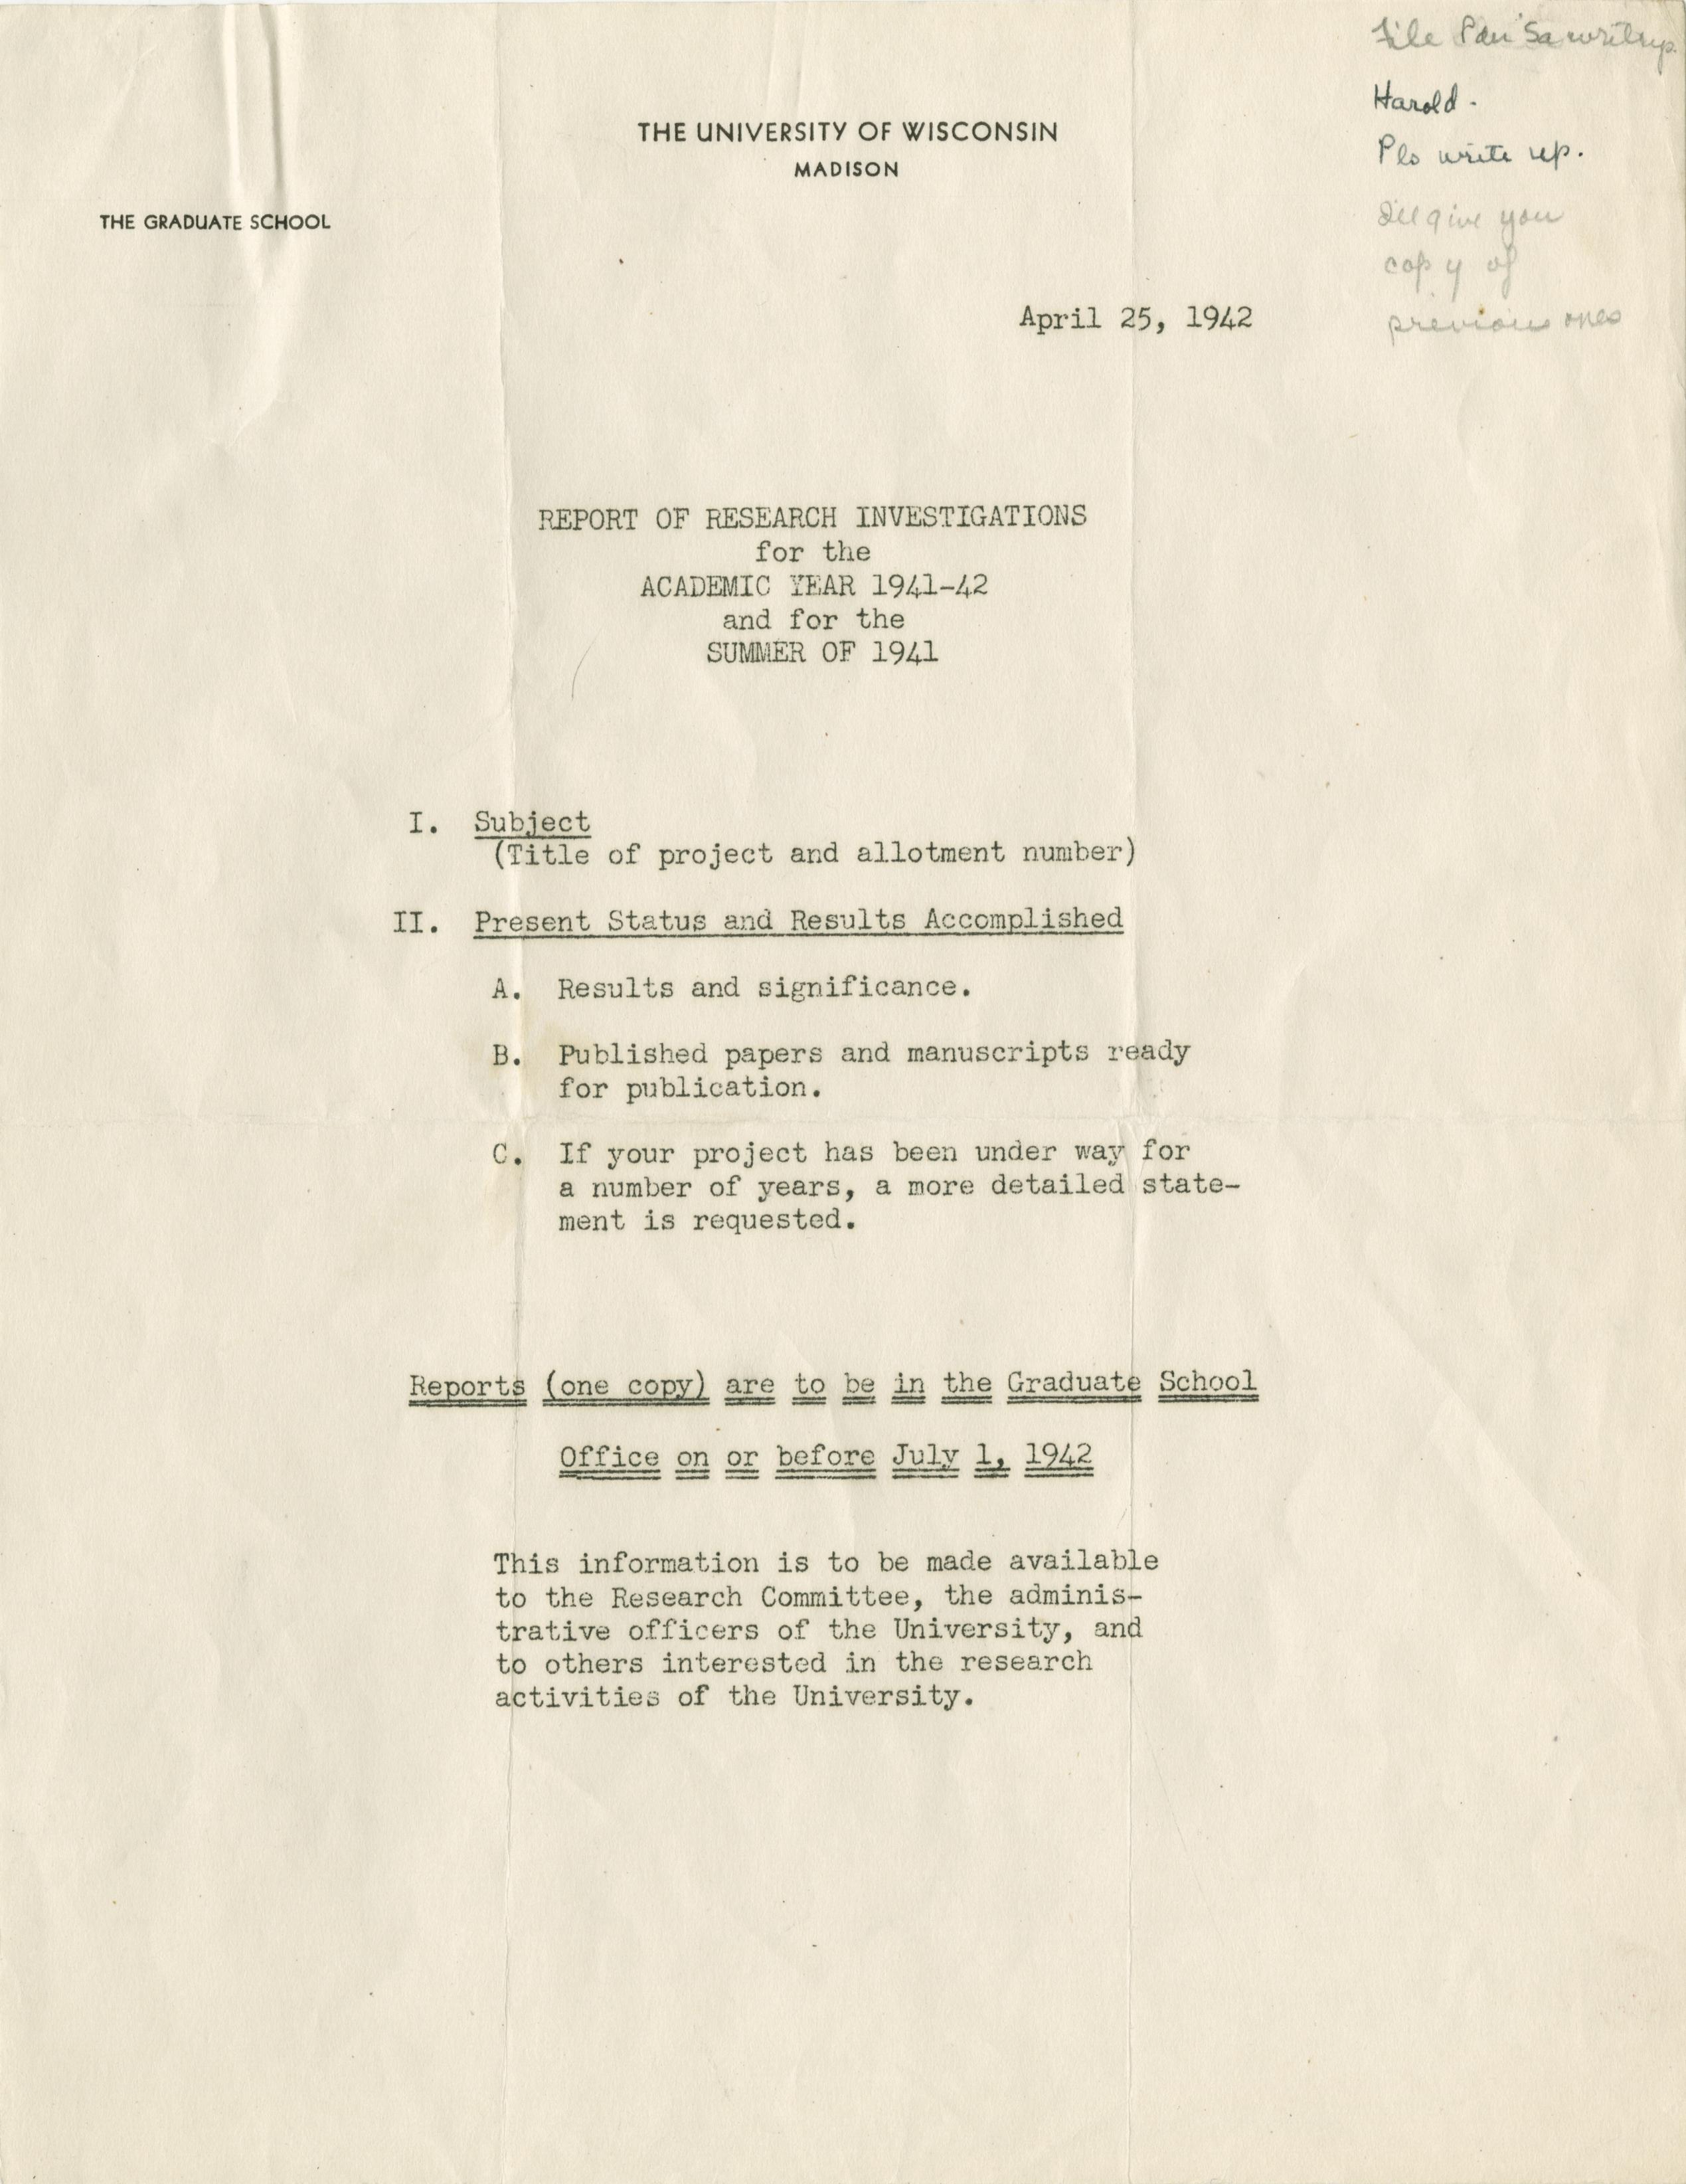 File writeup.
Harold.
Pls write up.
I'll give you
copy of
previous ones
THE UNIVERSITY OF WISCONSIN
MADISON
THE GRADUATE SCHOOL
April 25, 1942
REPORT OF RESEARCH INVESTIGATIONS
for the
ACADEMIC YEAR 1941-42
and for the
SUMMER OF 1941
I. Subject
(Title of project and allotment number)
II. Present Status and Results Accomplished
A. Results and significance.
B. Published papers and manuscripts ready
for publication.
C. If your project has been under way for
a number of years, a more detailed state-
ment is requested.
Reports (one copy) are to be in the Graduate School
Office on or before July 1, 1942
This information is to be made available
to the Research Committee, the adminis-
trative officers of the University, and
to others interested in the research
activities of the University.